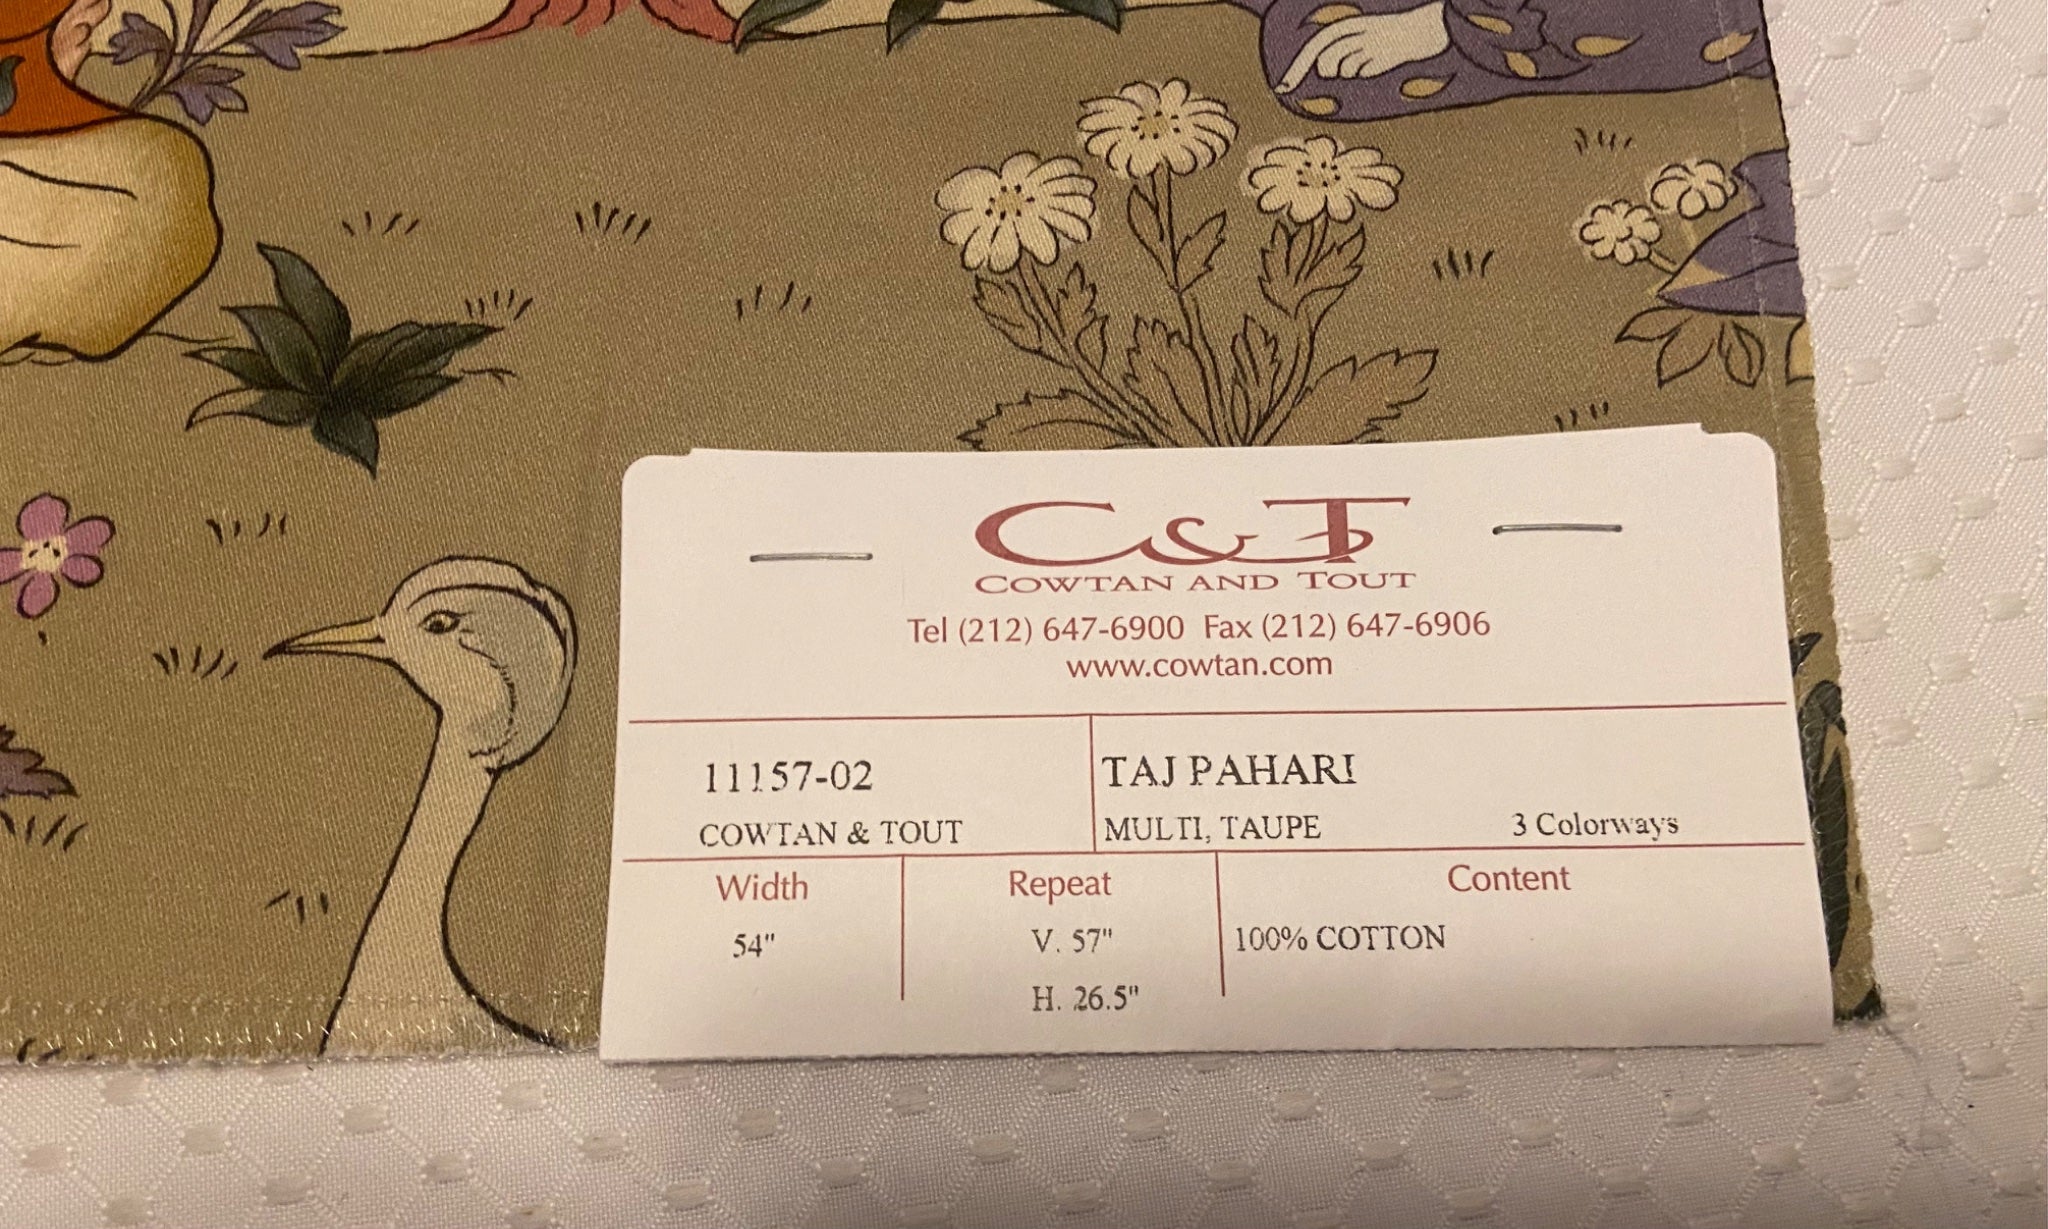 C&T
COWTAN AND TOUT
Tel (212) 647-6900 Fax (212) 647-6906
www.cowtan.com
11157-02
TAJ PAHARI
COWTAN & TOUT
MULTI, TAUPE
3 Colorways
Width
Repeat
Content
54"
V. 57"
100% COTTON
H. 26.5"